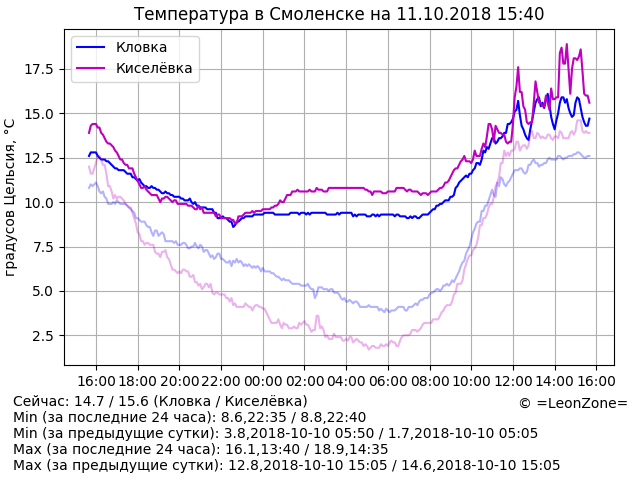 Температура в Смоленске на 11.10.2018 15:40
Кловка
Киселёвка
градусов Цельсия, °C
17.5
15.0
12.5
10.0
7.5
5.0
2.5
16:00 18:00 20:00 22:00 00:00 02:00 04:00 06:00 08:00 10:00 12:00 14:00 16:00
Сейчас: 14.7 / 15.6 (Кловка / Киселёвка)
© =LeonZone=
Min (за последние 24 часа): 8.6,22:35 / 8.8,22:40
Min (за предыдущие сутки): 3.8,2018-10-10 05:50 / 1.7,2018-10-10 05:05
Max (за последние 24 часа): 16.1,13:40 / 18.9,14:35
Max (за предыдущие сутки): 12.8,2018-10-10 15:05 / 14.6,2018-10-10 15:05